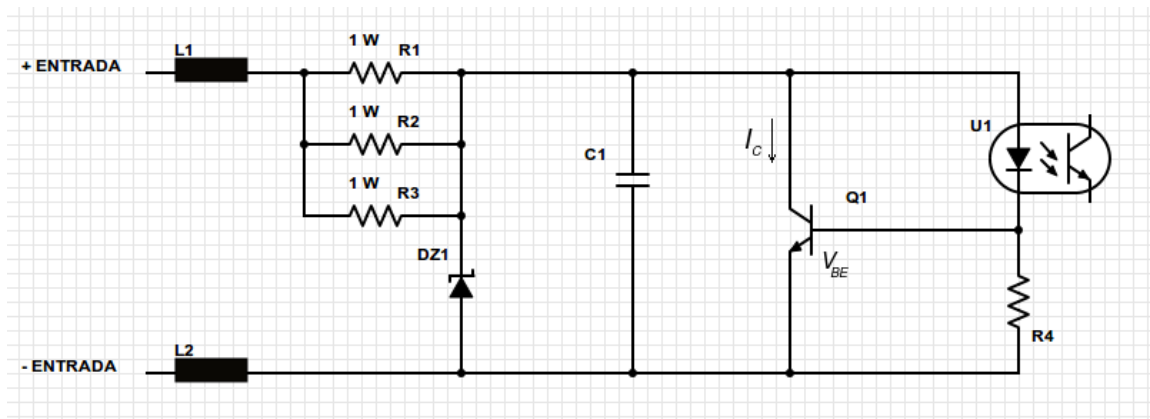 L1
+ ENTRADA
1 W
R1
1 W
R2
1 W
R3
DZ1
C1
I_C
Q1
V_BE
U1
R4
L2
- ENTRADA